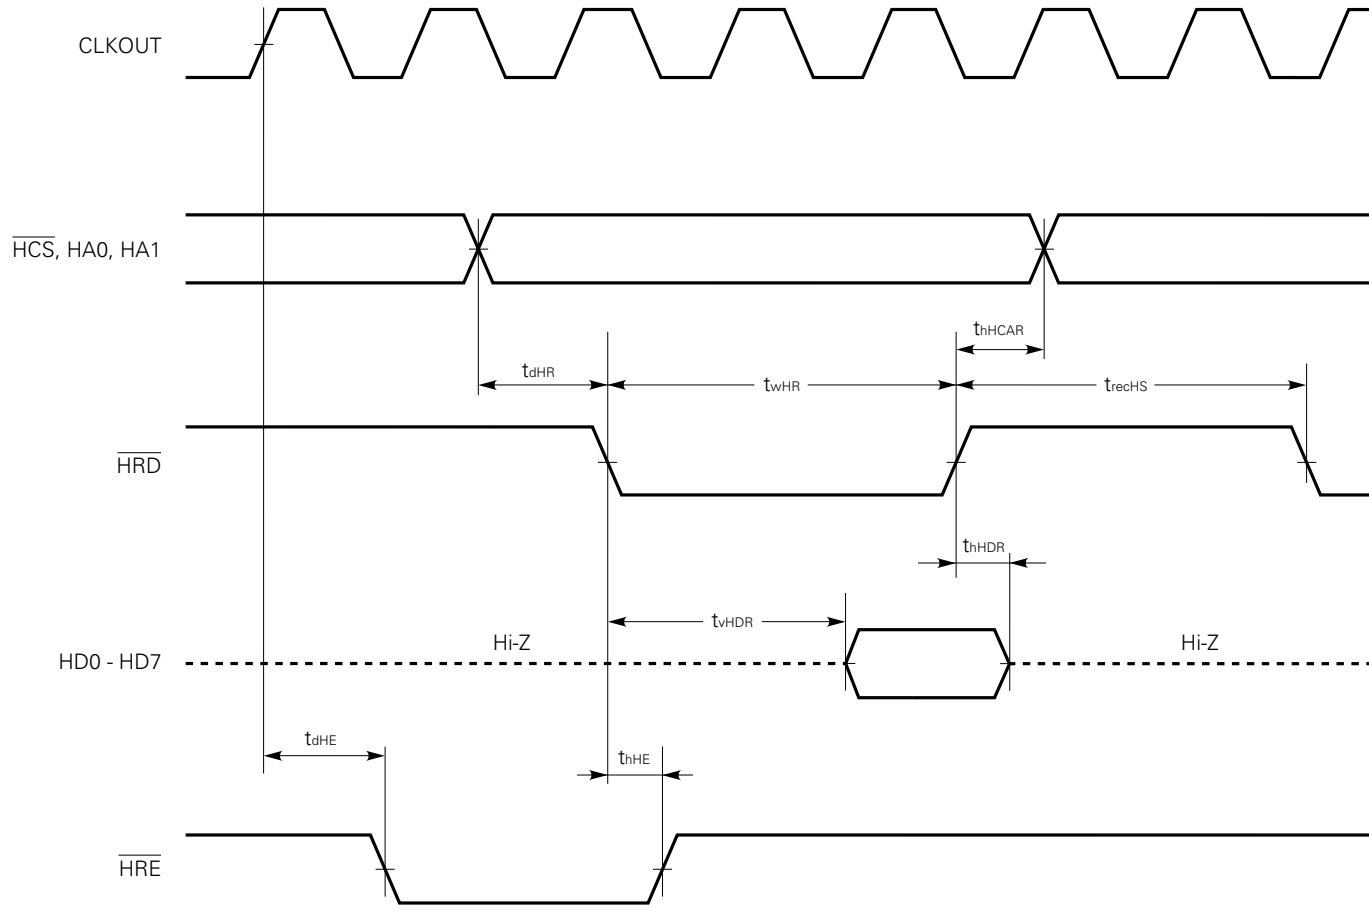 CLKOUT
HCS, HA0, HA1
thHCAR
tdHR
twHR
trecHS
HRD
thHDR
tvHDR
Hi-Z
Hi-Z
HD0 - HD7
tdHE
thHE
HRE